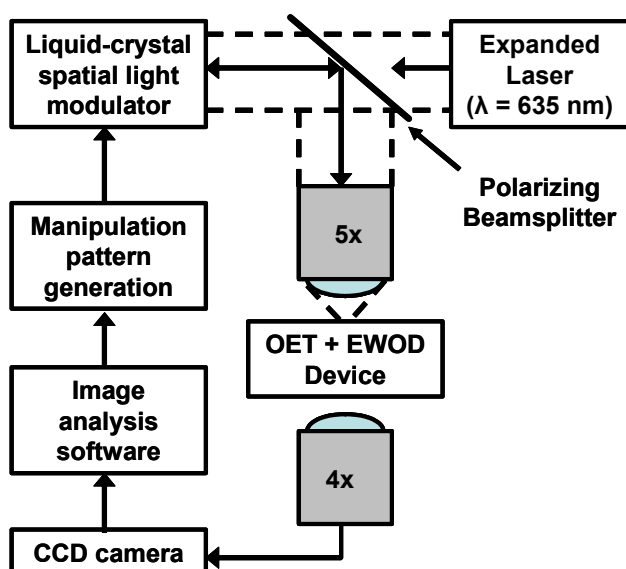 Liquid-crystal
spatial light
modulator
Expanded
Laser
(λ = 635 nm)
Polarizing
Beamsplitter
5x
Manipulation
pattern
generation
OET + EWOD
Device
Image
analysis
software
4x
CCD camera